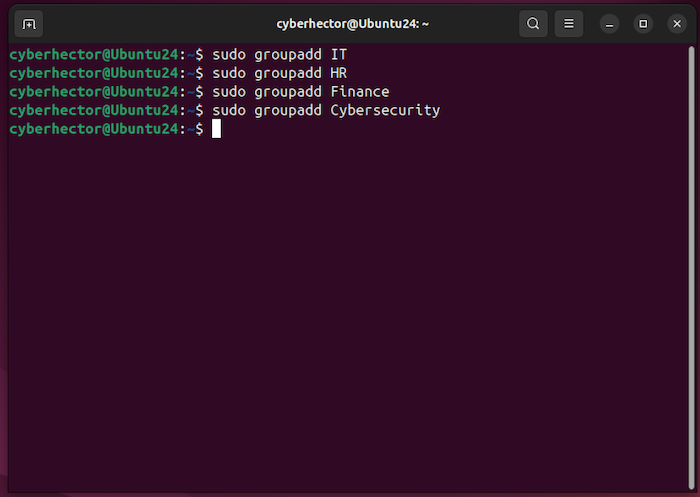 cyberhector@Ubuntu24: ~
cyberhector@Ubuntu24:~$ sudo groupadd IT
cyberhector@Ubuntu24:~$ sudo groupadd HR
cyberhector@Ubuntu24:~$ sudo groupadd Finance
cyberhector@Ubuntu24:~$ sudo groupadd Cybersecurity
cyberhector@Ubuntu24:~$